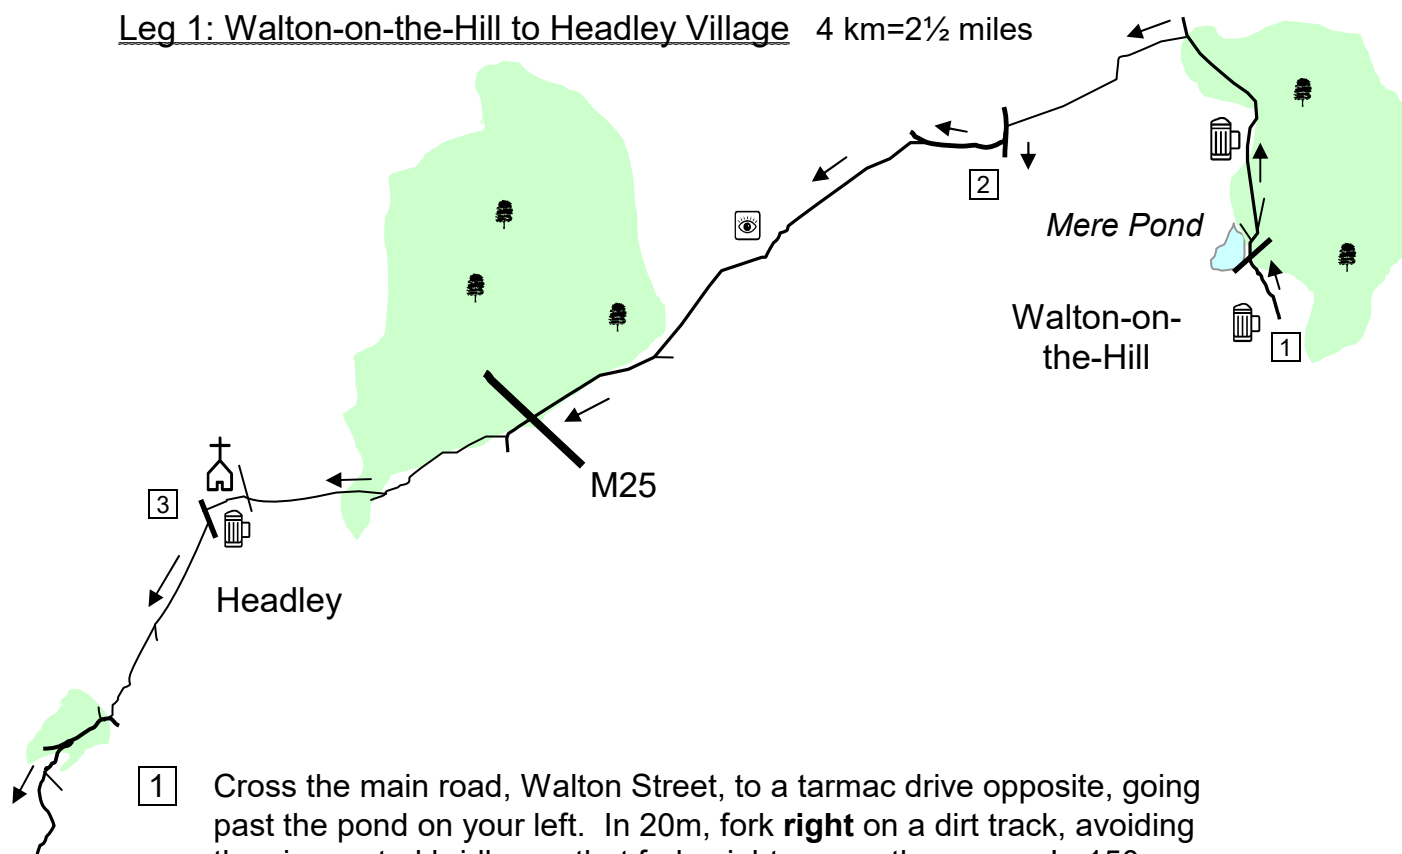 Leg 1: Walton-on-the-Hill to Headley Village 4 km=2½ miles
2
Mere Pond
Walton-on-
the-Hill
1
M25
3
Headley
1 Cross the main road, Walton Street, to a tarmac drive opposite, going
past the pond on your left. In 20m, fork right on a dirt track, avoiding